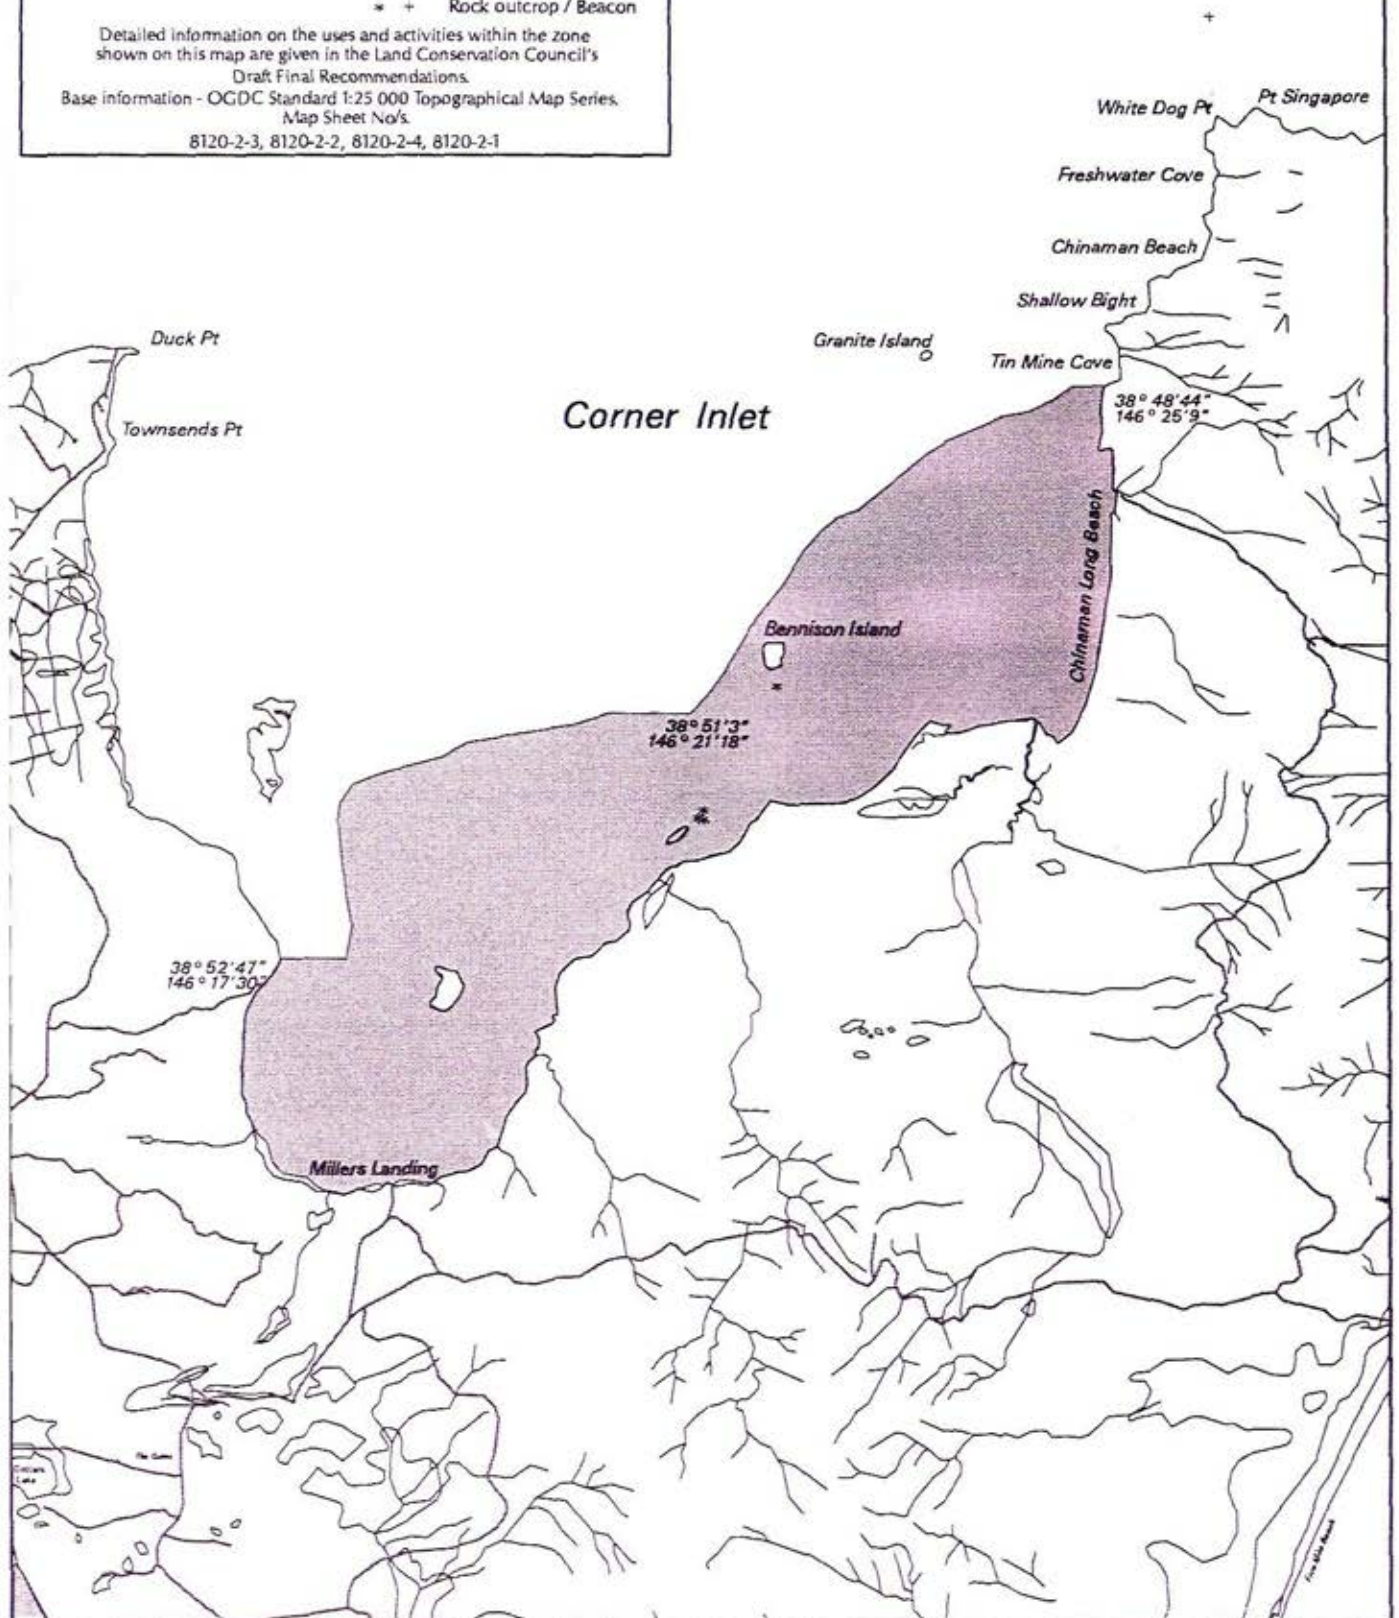 * + Rock outcrop / Beacon
Detailed information on the uses and activities within the zone
shown on this map are given in the Land Conservation Council's
Draft Final Recommendations.
Base information - OGDC Standard 1:25 000 Topographical Map Series.
Map Sheet No/s.
8120-2-3, 8120-2-2, 8120-2-4, 8120-2-1
White Dog Pt
Pt Singapore
Freshwater Cove
Chinaman Beach
Shallow Bight
Duck Pt
Granite Island
Tin Mine Cove
38° 48'44"
146° 25'9"
Corner Inlet
Townsends Pt
Chinaman Long Beach
Bennison Island
38° 51'3"
146° 21'18"
38° 52'47"
146° 17'30"
Millers Landing
Lake
Five Mile Beach